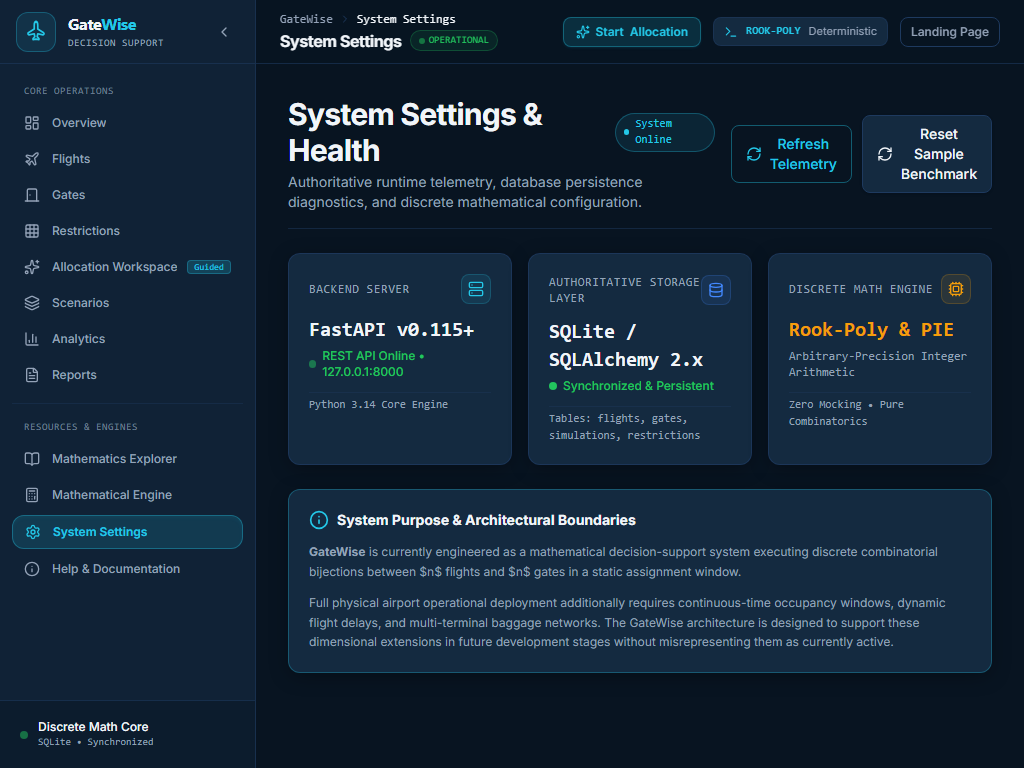 GateWise
DECISION SUPPORT
CORE OPERATIONS
Overview
Flights
Gates
Restrictions
Allocation Workspace Guided
Scenarios
Analytics
Reports
RESOURCES & ENGINES
Mathematics Explorer
Mathematical Engine
System Settings
Help & Documentation
Discrete Math Core
SQLite • Synchronized
GateWise System Settings
System Settings OPERATIONAL
Start Allocation
ROOK-POLY Deterministic
Landing Page
System Settings &
Health
Authoritative runtime telemetry, database persistence
diagnostics, and discrete mathematical configuration.
System
Online
Refresh
Telemetry
Reset
Sample
Benchmark
BACKEND SERVER
FastAPI v0.115+
REST API Online •
127.0.0.1:8000
Python 3.14 Core Engine
AUTHORITATIVE STORAGE
LAYER
SQLite /
SQLAlchemy 2.x
Synchronized & Persistent
Tables: flights, gates,
simulations, restrictions
DISCRETE MATH ENGINE
Rook-Poly & PIE
Arbitrary-Precision Integer
Arithmetic
Zero Mocking • Pure
Combinatorics
System Purpose & Architectural Boundaries
GateWise is currently engineered as a mathematical decision-support system executing discrete combinatorial
bijections between $n$ flights and $n$ gates in a static assignment window.
Full physical airport operational deployment additionally requires continuous-time occupancy windows, dynamic
flight delays, and multi-terminal baggage networks. The GateWise architecture is designed to support these
dimensional extensions in future development stages without misrepresenting them as currently active.